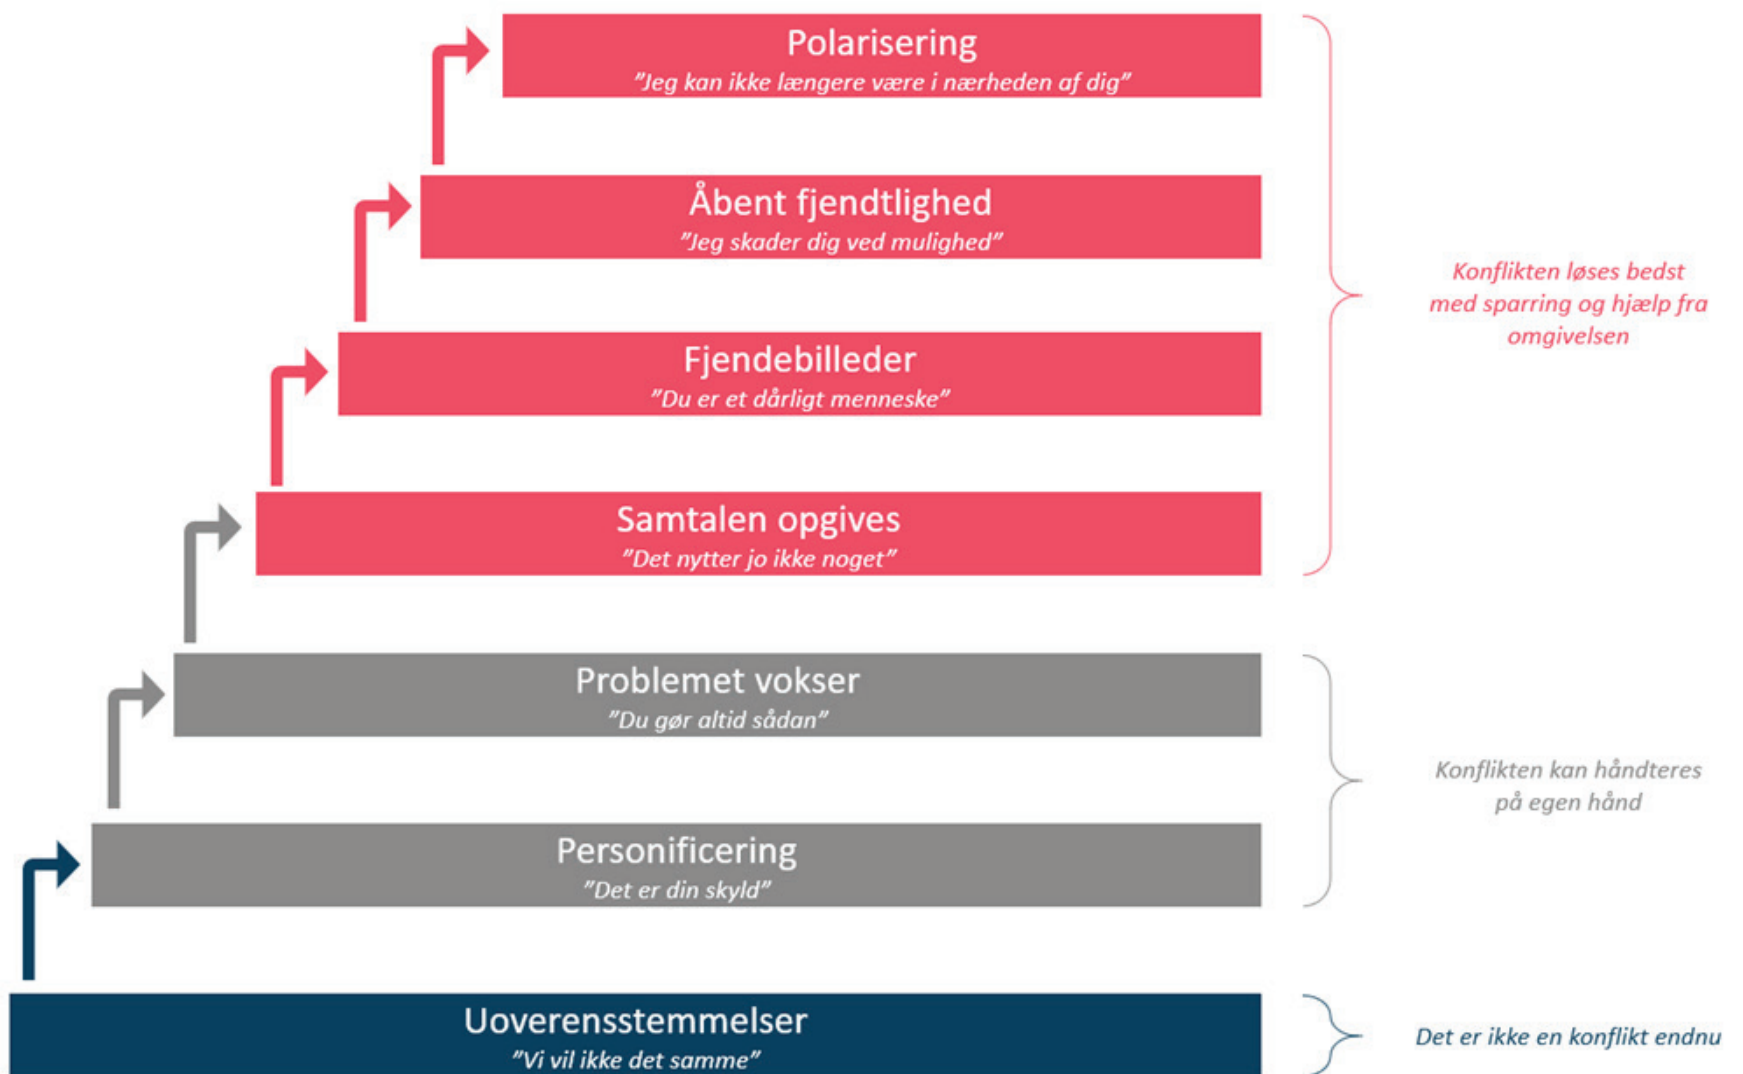 Polarisering
”Jeg kan ikke længere være i nærheden af dig”
Åbent fjendtlighed
”Jeg skader dig ved mulighed”
Fjendebilleder
”Du er et dårligt menneske”
Samtalen opgives
”Det nytter jo ikke noget”
Konflikten løses bedst
med sparring og hjælp fra
omgivelsen
Problemet vokser
”Du gør altid sådan”
Personificering
”Det er din skyld”
Konflikten kan håndteres
på egen hånd
Uoverensstemmelser
”Vi vil ikke det samme”
Det er ikke en konflikt endnu